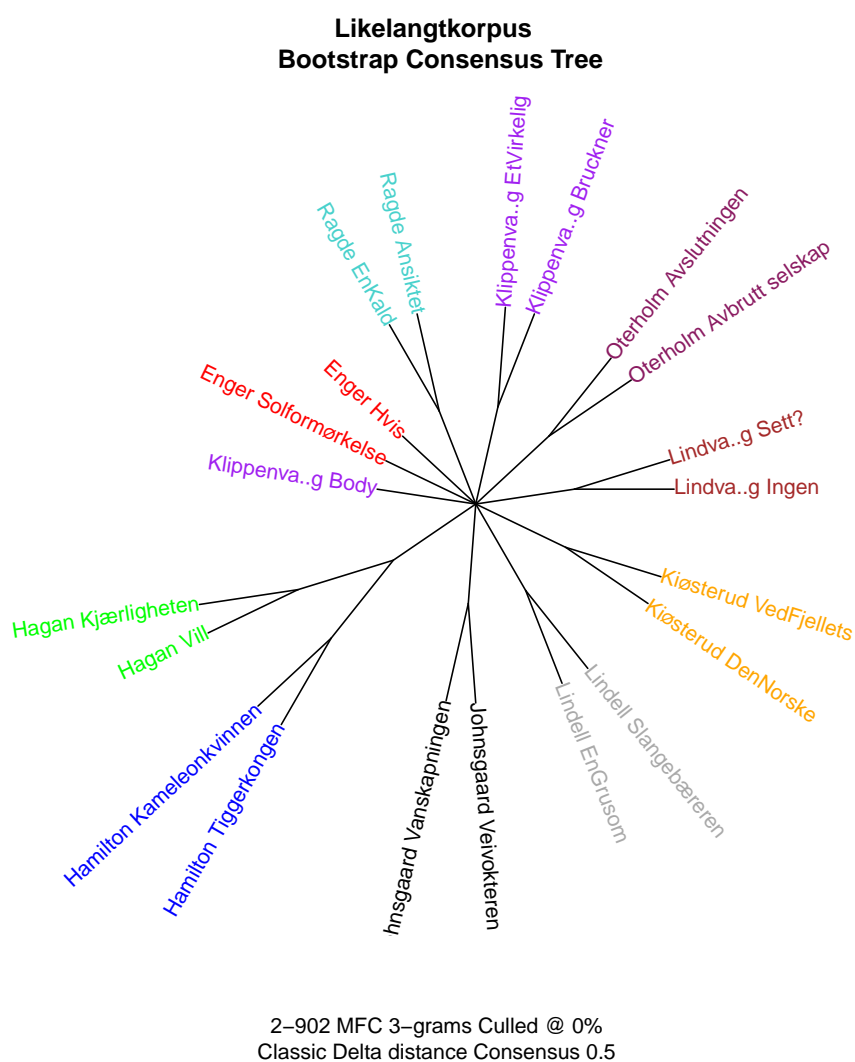 Likelangtkorpus
Bootstrap Consensus Tree
Klippenva..g EtVirkelig
Klippenva..g Bruckner
Ragde Ansiktet
Ragde EnKald
Oterholm Avslutningen
Oterholm Avbrutt selskap
Enger Hvis
Enger Solformørkelse
Klippenva..g Body
Lindva..g Sett?
Lindva..g Ingen
Kiøsterud VedFjellets
Kiøsterud DenNorske
Hagan Kjærligheten
Hagan Vill
Lindell Slangebæreren
Lindell EnGrusom
Hamilton Kameleonkvinnen
Hamilton Tiggerkongen
hnsgaard Vanskapningen
Johnsgaard Veivokteren
2–902 MFC 3–grams Culled @ 0%
Classic Delta distance Consensus 0.5